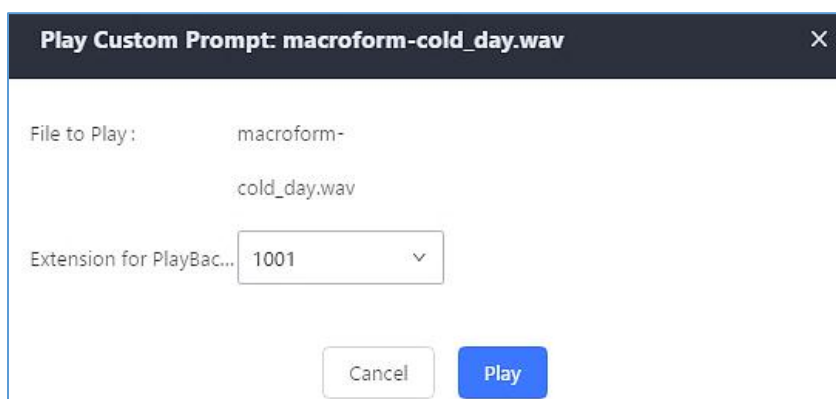 Play Custom Prompt: macroform-cold_day.wav
File to Play :
macroform-
cold_day.wav
Extension for PlayBac...
1001
Cancel
Play